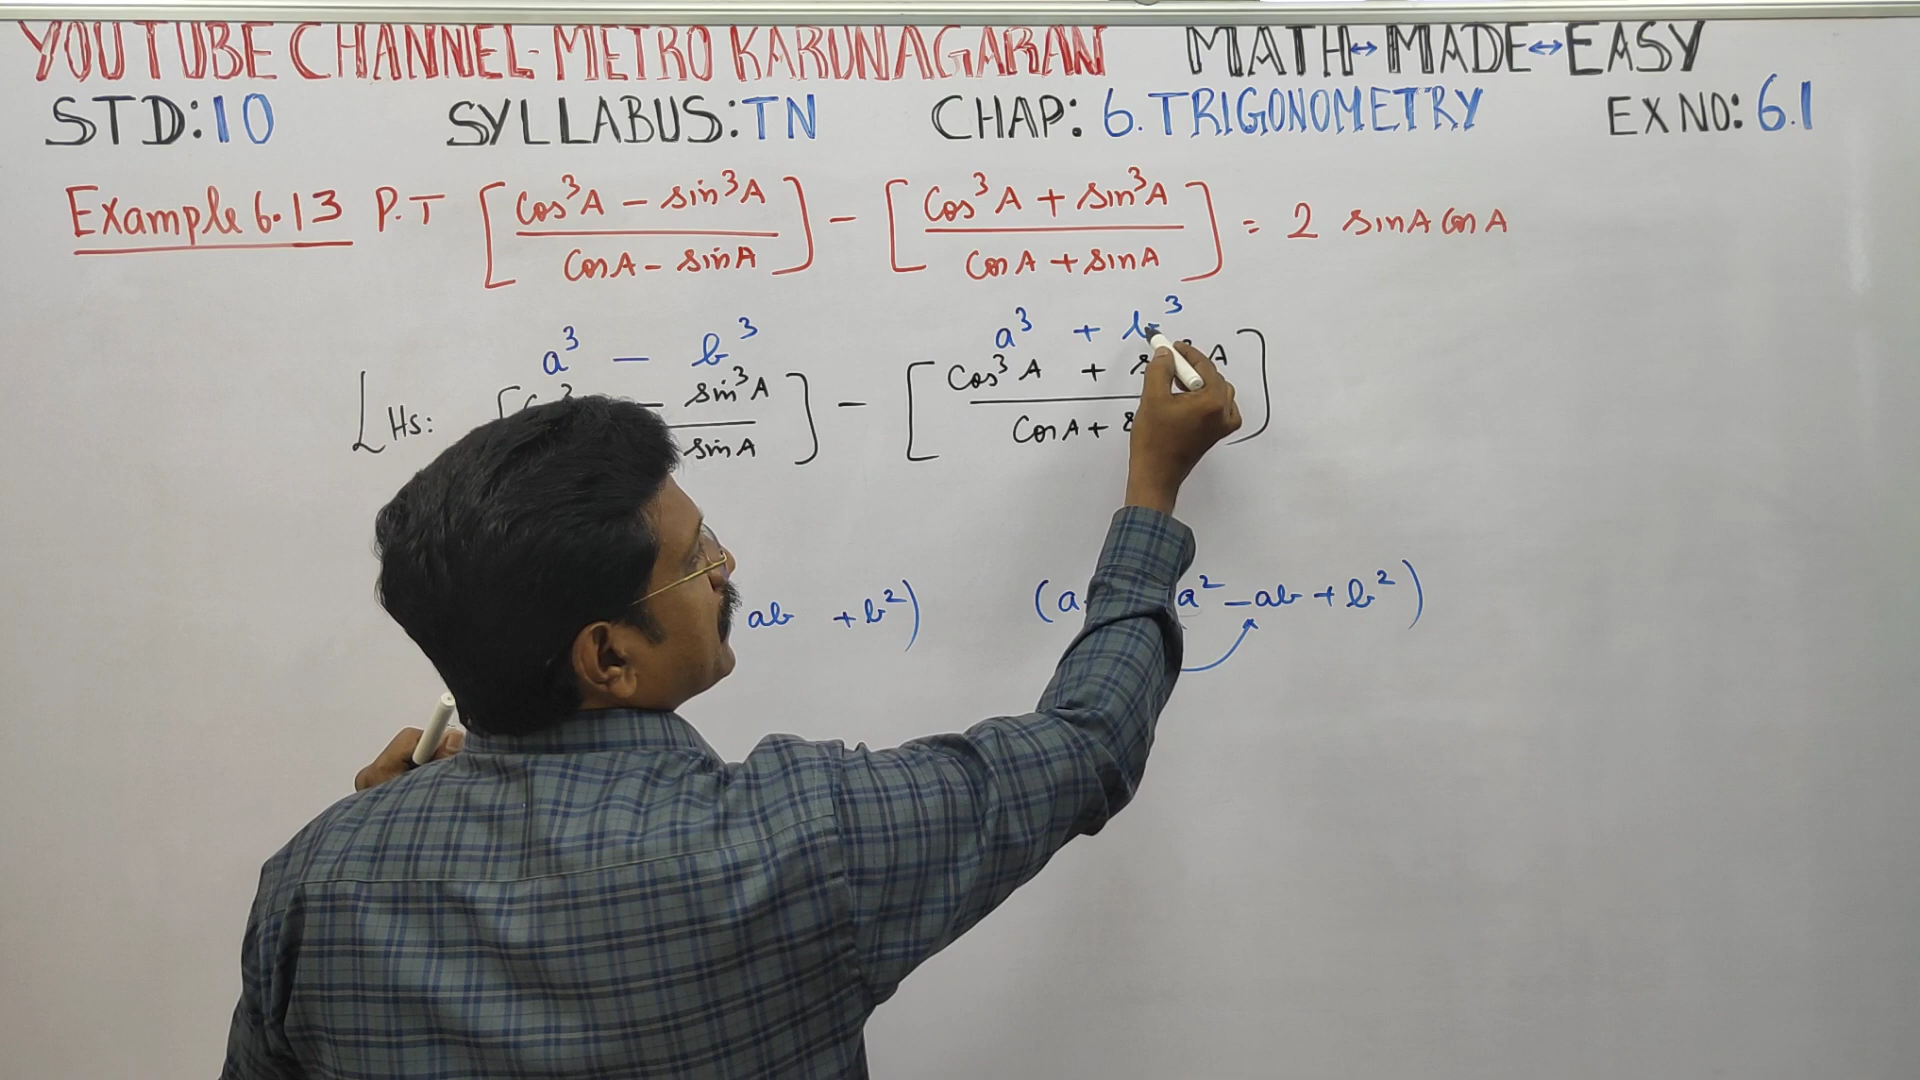 YOUTUBE CHANNEL-METRO KARUNAGARAN MATH↔MADE↔EASY
STD:10 SYLLABUS:TN CHAP: 6.TRIGONOMETRY EX NO: 6.1
Example 6.13 P.T [cos³A − sin³A / cosA − sinA] − [cos³A + sin³A / cosA + sinA] = 2 sinA cosA
a³ − b³ a³ + b³
LHS: − sin³A / sinA ] − [cos³A + A / cosA + ]
ab + b²) (a a² − ab + b²)